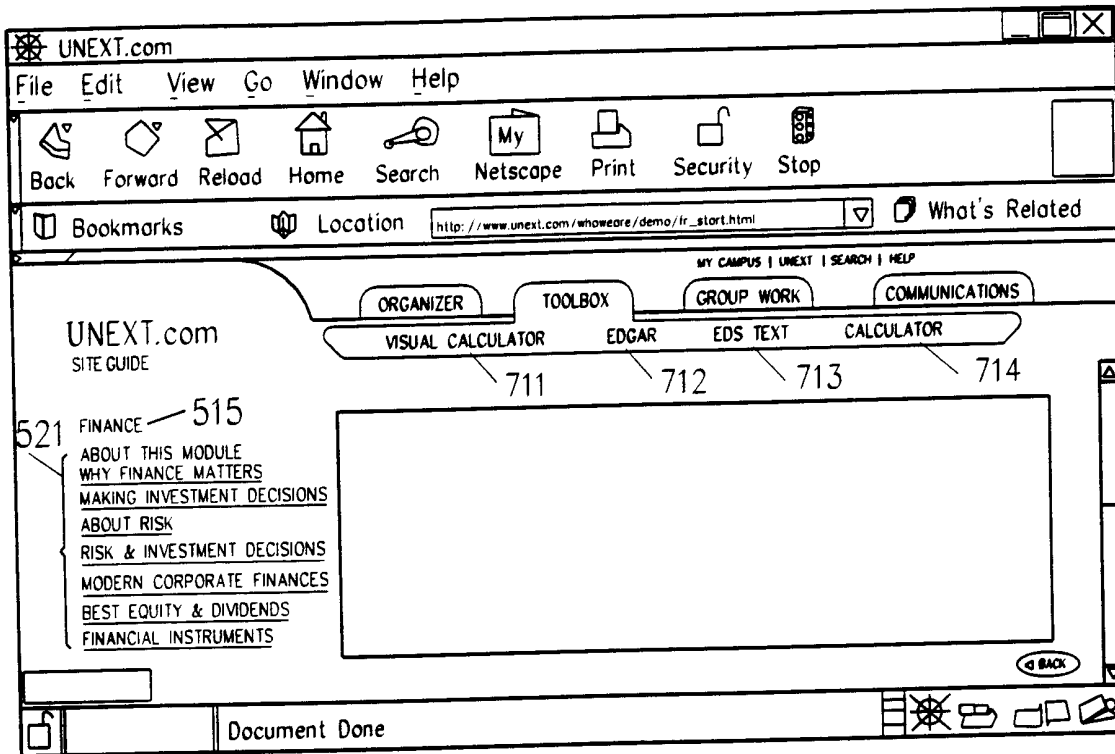 UNEXT.com
File Edit View Go Window Help
My
Back Forward Reload Home Search Netscape Print Security Stop
Bookmarks Location http://www.unext.com/whoweare/demo/fr_start.html What's Related
MY CAMPUS | UNEXT | SEARCH | HELP
ORGANIZER TOOLBOX GROUP WORK COMMUNICATIONS
VISUAL CALCULATOR EDGAR EDS TEXT CALCULATOR
711 712 713 714
UNEXT.com
SITE GUIDE
FINANCE 515
521
ABOUT THIS MODULE
WHY FINANCE MATTERS
MAKING INVESTMENT DECISIONS
ABOUT RISK
RISK & INVESTMENT DECISIONS
MODERN CORPORATE FINANCES
BEST EQUITY & DIVIDENDS
FINANCIAL INSTRUMENTS
BACK
Document Done